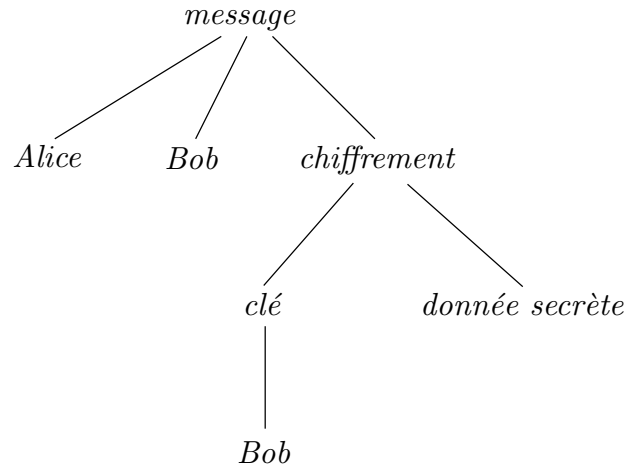 message
Alice
Bob
chiffrement
clé
donnée secrète
Bob